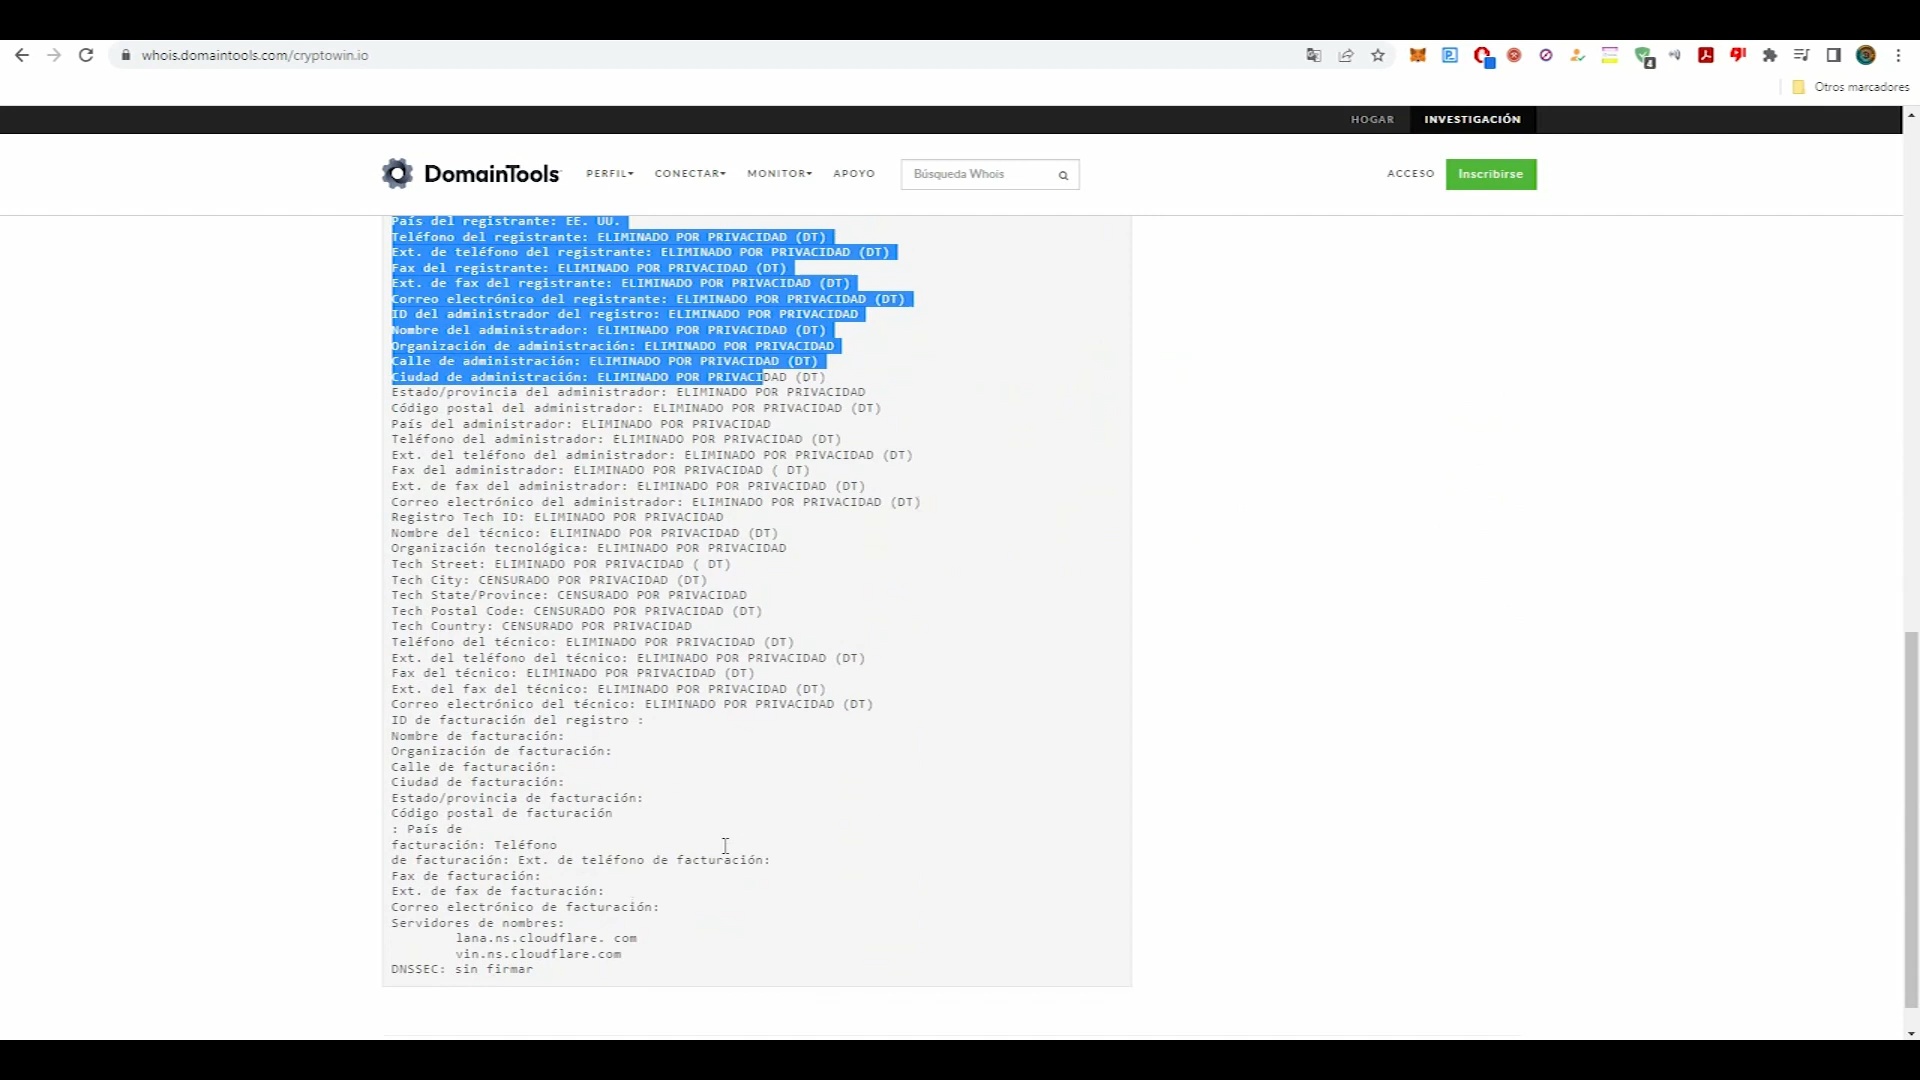 whois.domaintools.com/cryptowin.io
Otros marcadores
HOGAR
INVESTIGACIÓN
DomainTools
PERFIL
CONECTAR
MONITOR
APOYO
Búsqueda Whois
ACCESO
Inscribirse
País del registrante: EE. UU.
Teléfono del registrante: ELIMINADO POR PRIVACIDAD (DT)
Ext. de teléfono del registrante: ELIMINADO POR PRIVACIDAD (DT)
Fax del registrante: ELIMINADO POR PRIVACIDAD (DT)
Ext. de fax del registrante: ELIMINADO POR PRIVACIDAD (DT)
Correo electrónico del registrante: ELIMINADO POR PRIVACIDAD (DT)
ID del administrador del registro: ELIMINADO POR PRIVACIDAD
Nombre del administrador: ELIMINADO POR PRIVACIDAD (DT)
Organización de administración: ELIMINADO POR PRIVACIDAD
Calle de administración: ELIMINADO POR PRIVACIDAD (DT)
Ciudad de administración: ELIMINADO POR PRIVACIDAD (DT)
Estado/provincia del administrador: ELIMINADO POR PRIVACIDAD
Código postal del administrador: ELIMINADO POR PRIVACIDAD (DT)
País del administrador: ELIMINADO POR PRIVACIDAD
Teléfono del administrador: ELIMINADO POR PRIVACIDAD (DT)
Ext. del teléfono del administrador: ELIMINADO POR PRIVACIDAD (DT)
Fax del administrador: ELIMINADO POR PRIVACIDAD ( DT)
Ext. de fax del administrador: ELIMINADO POR PRIVACIDAD (DT)
Correo electrónico del administrador: ELIMINADO POR PRIVACIDAD (DT)
Registro Tech ID: ELIMINADO POR PRIVACIDAD
Nombre del técnico: ELIMINADO POR PRIVACIDAD (DT)
Organización tecnológica: ELIMINADO POR PRIVACIDAD
Tech Street: ELIMINADO POR PRIVACIDAD ( DT)
Tech City: CENSURADO POR PRIVACIDAD (DT)
Tech State/Province: CENSURADO POR PRIVACIDAD
Tech Postal Code: CENSURADO POR PRIVACIDAD (DT)
Tech Country: CENSURADO POR PRIVACIDAD
Teléfono del técnico: ELIMINADO POR PRIVACIDAD (DT)
Ext. del teléfono del técnico: ELIMINADO POR PRIVACIDAD (DT)
Fax del técnico: ELIMINADO POR PRIVACIDAD (DT)
Ext. del fax del técnico: ELIMINADO POR PRIVACIDAD (DT)
Correo electrónico del técnico: ELIMINADO POR PRIVACIDAD (DT)
ID de facturación del registro :
Nombre de facturación:
Organización de facturación:
Calle de facturación:
Ciudad de facturación:
Estado/provincia de facturación:
Código postal de facturación
: País de
facturación: Teléfono
de facturación: Ext. de teléfono de facturación:
Fax de facturación:
Ext. de fax de facturación:
Correo electrónico de facturación:
Servidores de nombres:
lana.ns.cloudflare. com
vin.ns.cloudflare.com
DNSSEC: sin firmar